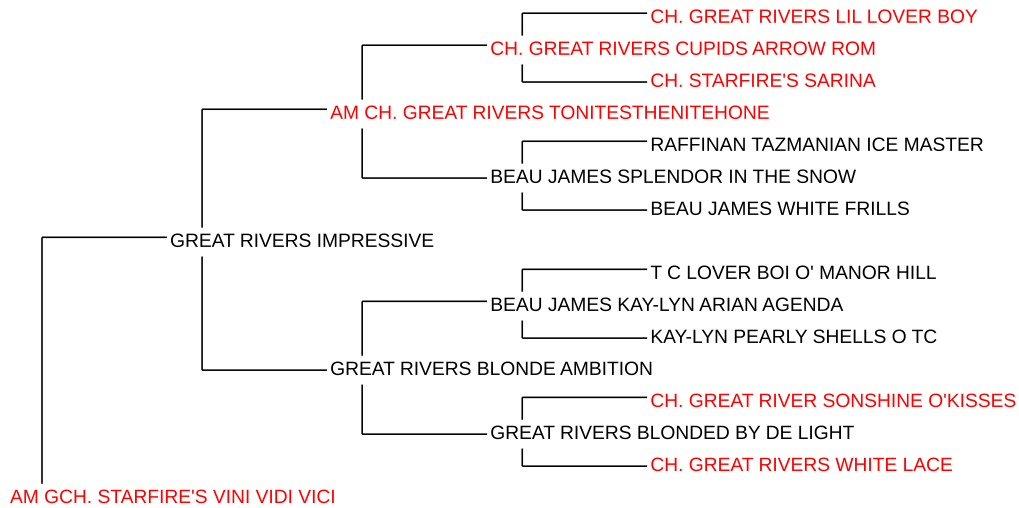 CH. GREAT RIVERS LIL LOVER BOY
CH. GREAT RIVERS CUPIDS ARROW ROM
CH. STARFIRE'S SARINA
AM CH. GREAT RIVERS TONITESTHENITEHONE
RAFFINAN TAZMANIAN ICE MASTER
BEAU JAMES SPLENDOR IN THE SNOW
BEAU JAMES WHITE FRILLS
GREAT RIVERS IMPRESSIVE
T C LOVER BOI O' MANOR HILL
BEAU JAMES KAY-LYN ARIAN AGENDA
KAY-LYN PEARLY SHELLS O TC
GREAT RIVERS BLONDE AMBITION
CH. GREAT RIVER SONSHINE O'KISSES
GREAT RIVERS BLONDED BY DE LIGHT
CH. GREAT RIVERS WHITE LACE
AM GCH. STARFIRE'S VINI VIDI VICI